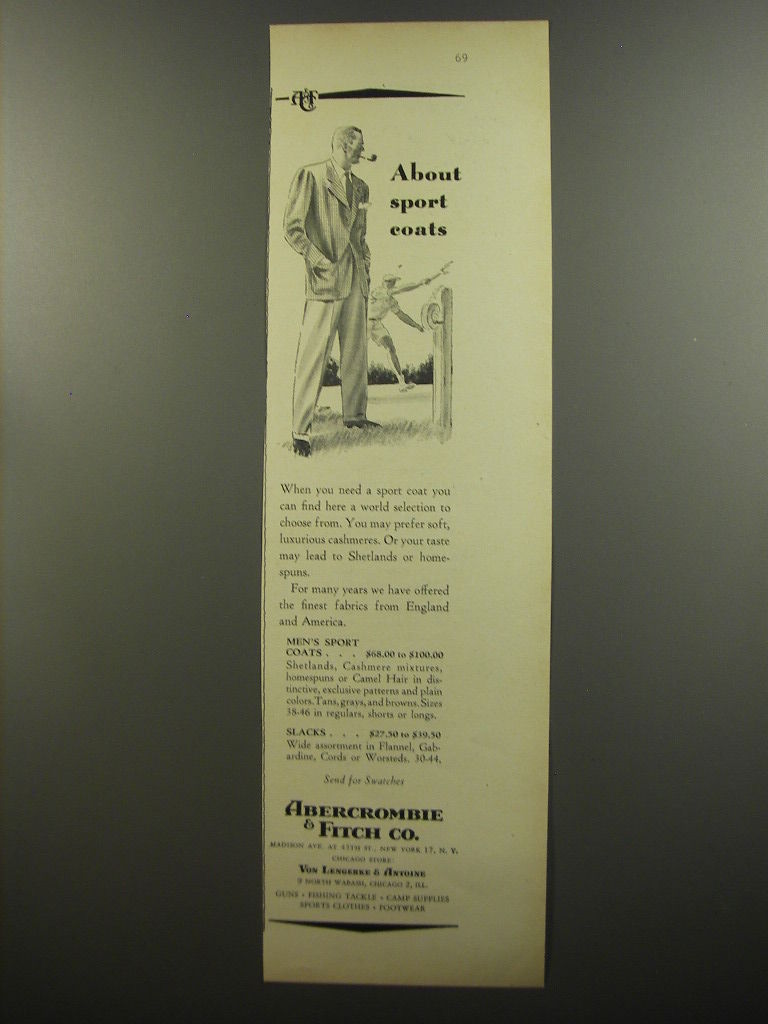 69
A&F
About
sport
coats
When you need a sport coat you
can find here a world selection to
choose from. You may prefer soft,
luxurious cashmeres. Or your taste
may lead to Shetlands or home-
spuns.
For many years we have offered
the finest fabrics from England
and America.
MEN'S SPORT
COATS . . . $68.00 to $100.00
Shetlands, Cashmere mixtures,
homespuns or Camel Hair in dis-
tinctive, exclusive patterns and plain
colors. Tans, grays, and browns. Sizes
38-46 in regulars, shorts or longs.
SLACKS . . . $27.50 to $39.50
Wide assortment in Flannel, Gab-
ardine, Cords or Worsteds. 30-44.
Send for Swatches
ABERCROMBIE
& FITCH CO.
MADISON AVE. AT 45TH ST., NEW YORK 17, N. Y.
CHICAGO STORE:
VON LENGERKE & ANTOINE
9 NORTH WABASH, CHICAGO 2, ILL.
GUNS • FISHING TACKLE • CAMP SUPPLIES
SPORTS CLOTHES • FOOTWEAR